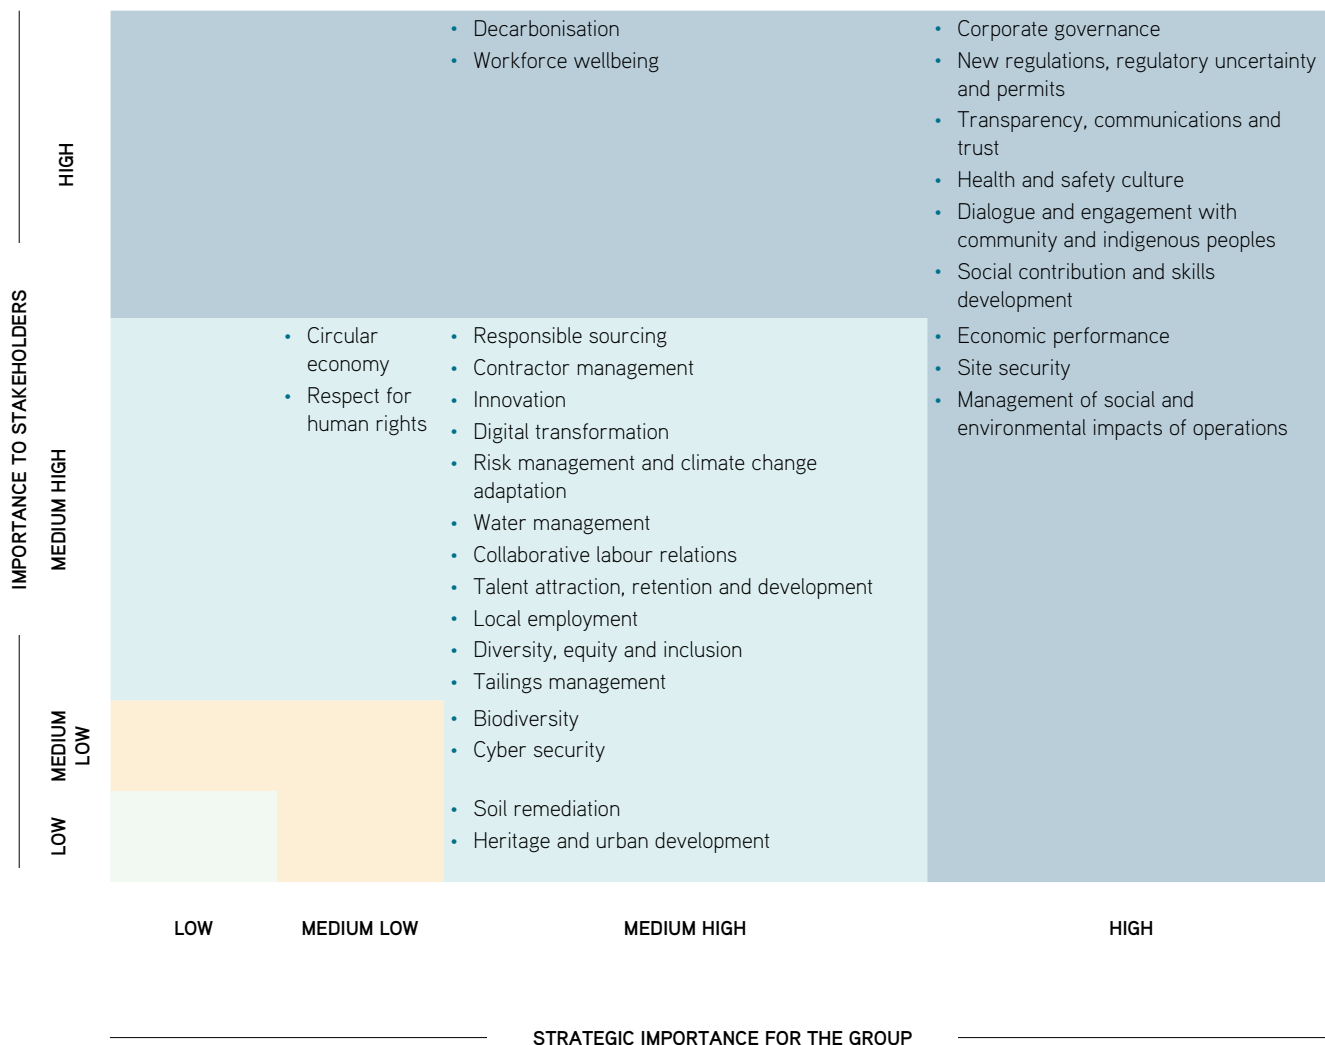 IMPORTANCE TO STAKEHOLDERS
HIGH
• Decarbonisation
• Workforce wellbeing
• Corporate governance
• New regulations, regulatory uncertainty
and permits
• Transparency, communications and
trust
• Health and safety culture
• Dialogue and engagement with
community and indigenous peoples
• Social contribution and skills
development
MEDIUM HIGH
• Circular
economy
• Respect for
human rights
• Responsible sourcing
• Contractor management
• Innovation
• Digital transformation
• Risk management and climate change
adaptation
• Water management
• Collaborative labour relations
• Talent attraction, retention and development
• Local employment
• Diversity, equity and inclusion
• Tailings management
• Economic performance
• Site security
• Management of social and
environmental impacts of operations
MEDIUM
LOW
• Biodiversity
• Cyber security
LOW
• Soil remediation
• Heritage and urban development
LOW
MEDIUM LOW
MEDIUM HIGH
HIGH
STRATEGIC IMPORTANCE FOR THE GROUP